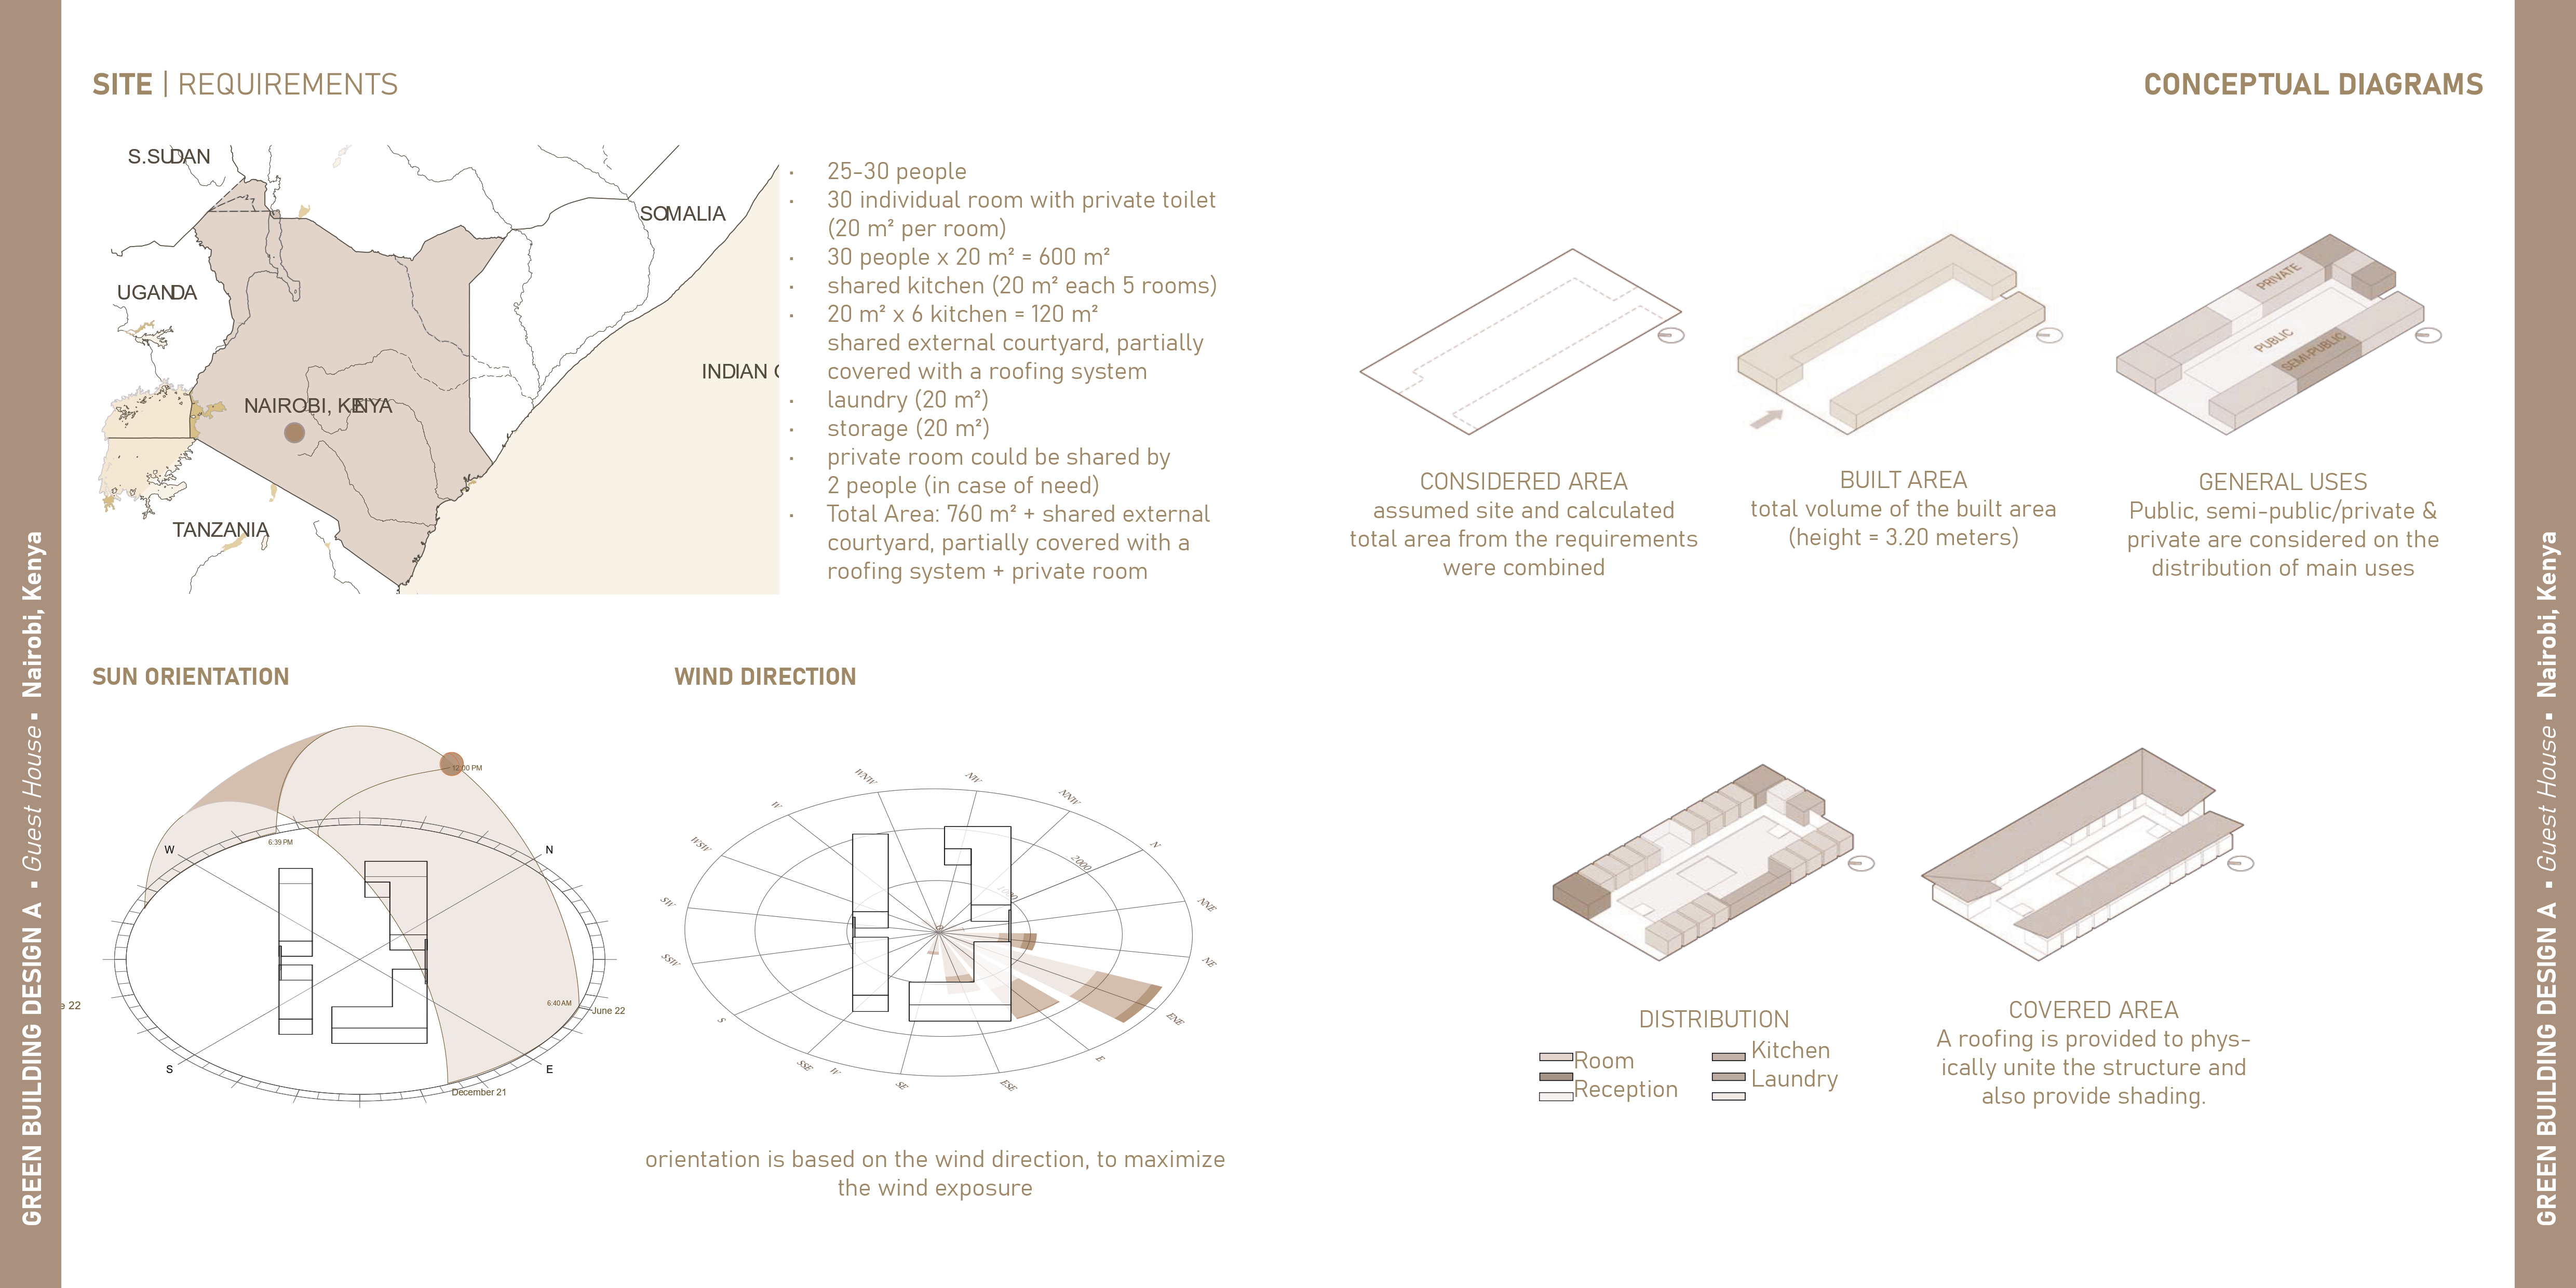 SITE | REQUIREMENTS
CONCEPTUAL DIAGRAMS
GREEN BUILDING DESIGN A ▪ Guest House ▪ Nairobi, Kenya
S.SUDAN
SOMALIA
UGANDA
INDIAN
NAIROBI, KENYA
TANZANIA
· 25-30 people
· 30 individual room with private toilet
(20 m² per room)
· 30 people x 20 m² = 600 m²
· shared kitchen (20 m² each 5 rooms)
· 20 m² x 6 kitchen = 120 m²
shared external courtyard, partially
covered with a roofing system
· laundry (20 m²)
· storage (20 m²)
· private room could be shared by
2 people (in case of need)
· Total Area: 760 m² + shared external
courtyard, partially covered with a
roofing system + private room
CONSIDERED AREA
assumed site and calculated
total area from the requirements
were combined
BUILT AREA
total volume of the built area
(height = 3.20 meters)
PRIVATE
PUBLIC
SEMI-PUBLIC
GENERAL USES
Public, semi-public/private &
private are considered on the
distribution of main uses
SUN ORIENTATION
12:00 PM
6:39 PM
W
N
6:40 AM
June 22
e 22
S
E
December 21
WIND DIRECTION
WNW
NW
NNW
W
N
WSW
2000
1000
SW
NNE
SSW
NE
S
ENE
SSE
W
SE
ESE
E
orientation is based on the wind direction, to maximize
the wind exposure
DISTRIBUTION
Room
Reception
Kitchen
Laundry
COVERED AREA
A roofing is provided to phys-
ically unite the structure and
also provide shading.
GREEN BUILDING DESIGN A ▪ Guest House ▪ Nairobi, Kenya